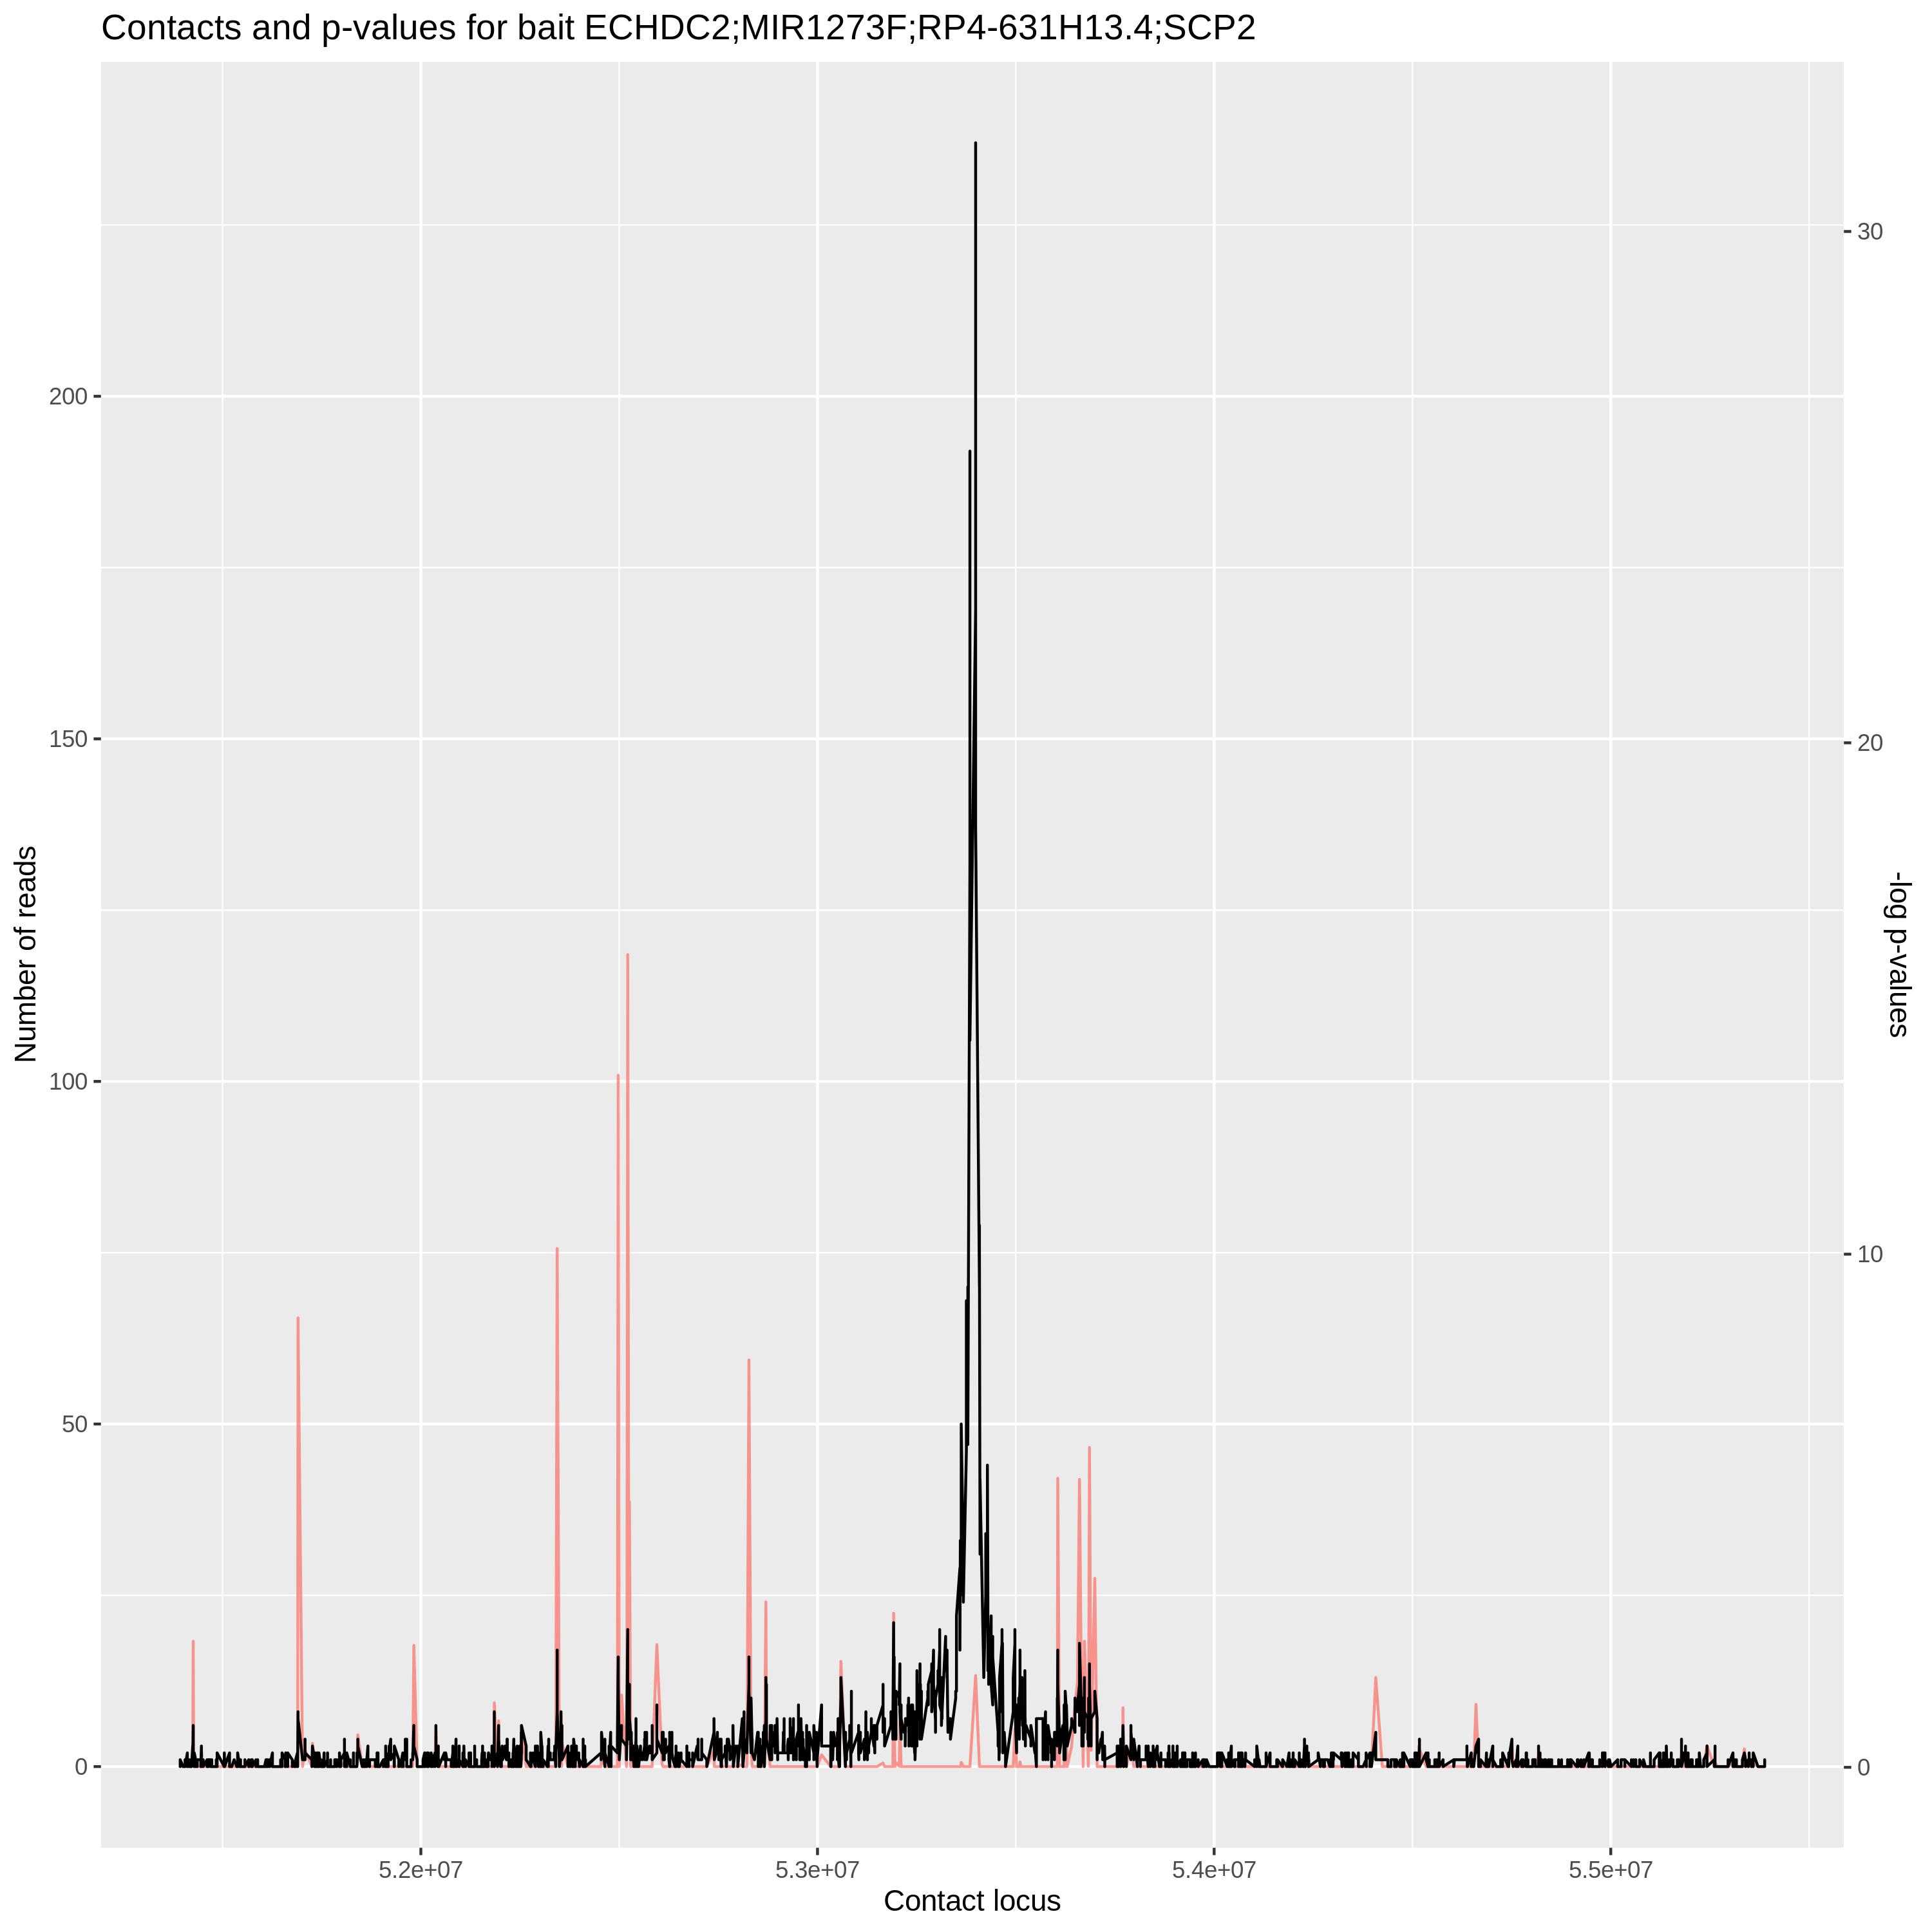 Contacts and p-values for bait ECHDC2;MIR1273F;RP4-631H13.4;SCP2
200
150
100
50
0
Number of reads
30
20
10
0
-log p-values
5.2e+07
5.3e+07
5.4e+07
5.5e+07
Contact locus